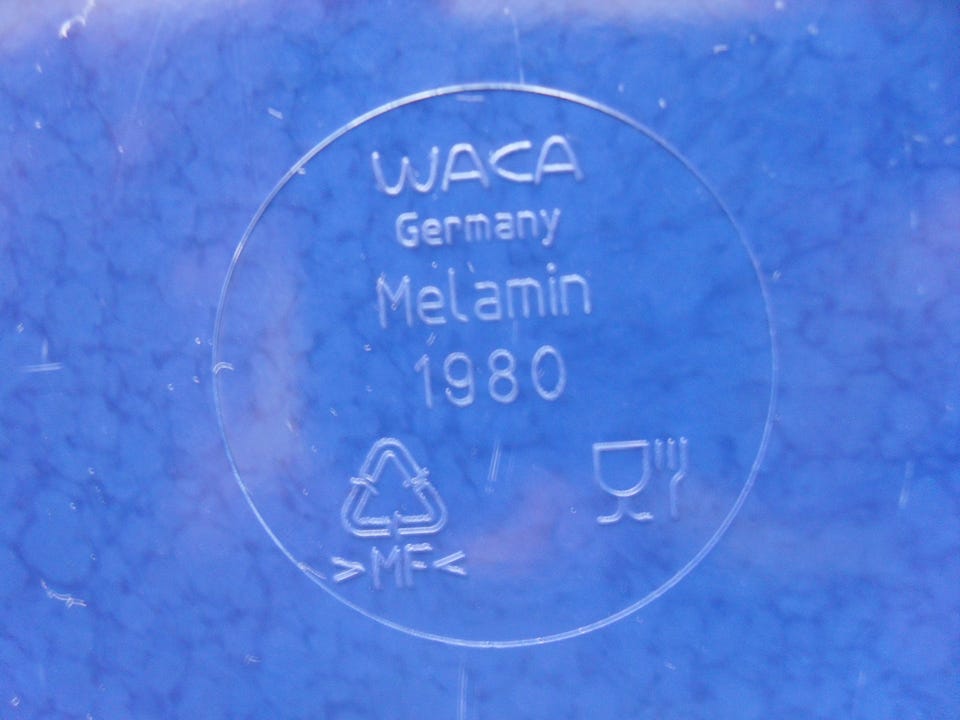 WACA
Germany
Melamin
1980
>MF<